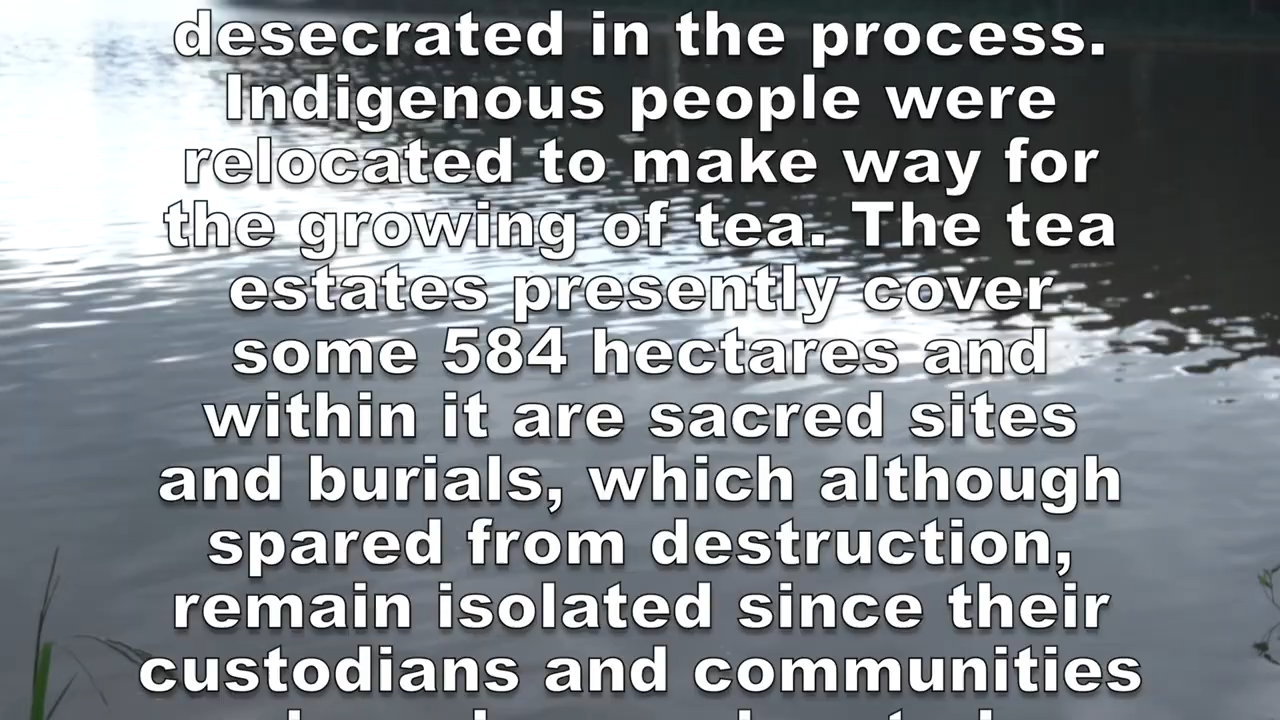 desecrated in the process.
Indigenous people were
relocated to make way for
the growing of tea. The tea
estates presently cover
some 584 hectares and
within it are sacred sites
and burials, which although
spared from destruction,
remain isolated since their
custodians and communities